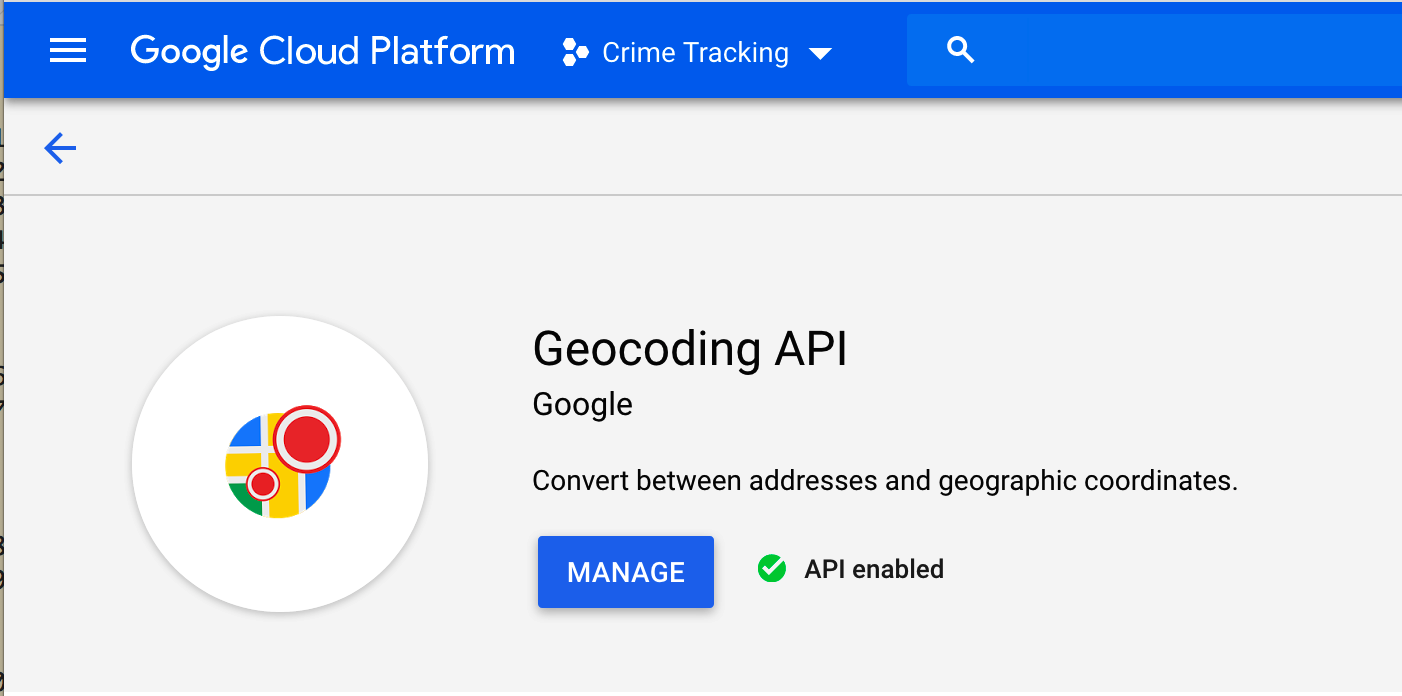 Google Cloud Platform Crime Tracking
Geocoding API
Google
Convert between addresses and geographic coordinates.
MANAGE API enabled